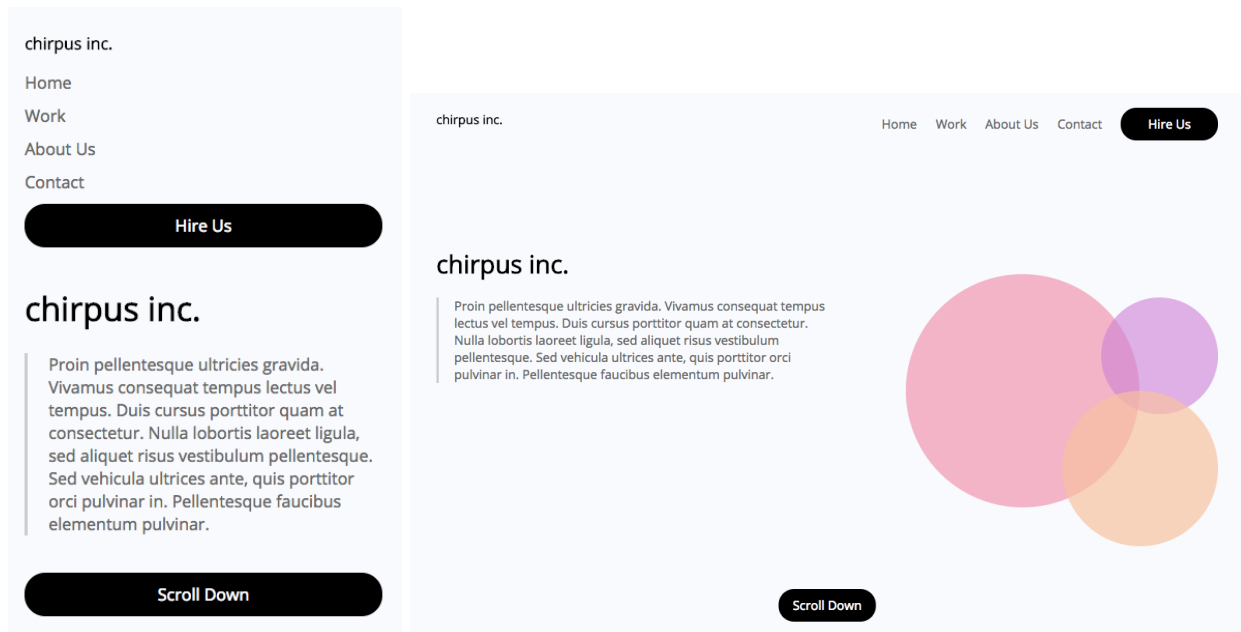 chirpus inc.
Home
Work
About Us
Contact
Hire Us
chirpus inc.
Proin pellentesque ultricies gravida.
Vivamus consequat tempus lectus vel
tempus. Duis cursus porttitor quam at
consectetur. Nulla lobortis laoreet ligula,
sed aliquet risus vestibulum pellentesque.
Sed vehicula ultrices ante, quis porttitor
orci pulvinar in. Pellentesque faucibus
elementum pulvinar.
Scroll Down
chirpus inc.
Home Work About Us Contact Hire Us
chirpus inc.
Proin pellentesque ultricies gravida. Vivamus consequat tempus
lectus vel tempus. Duis cursus porttitor quam at consectetur.
Nulla lobortis laoreet ligula, sed aliquet risus vestibulum
pellentesque. Sed vehicula ultrices ante, quis porttitor orci
pulvinar in. Pellentesque faucibus elementum pulvinar.
Scroll Down